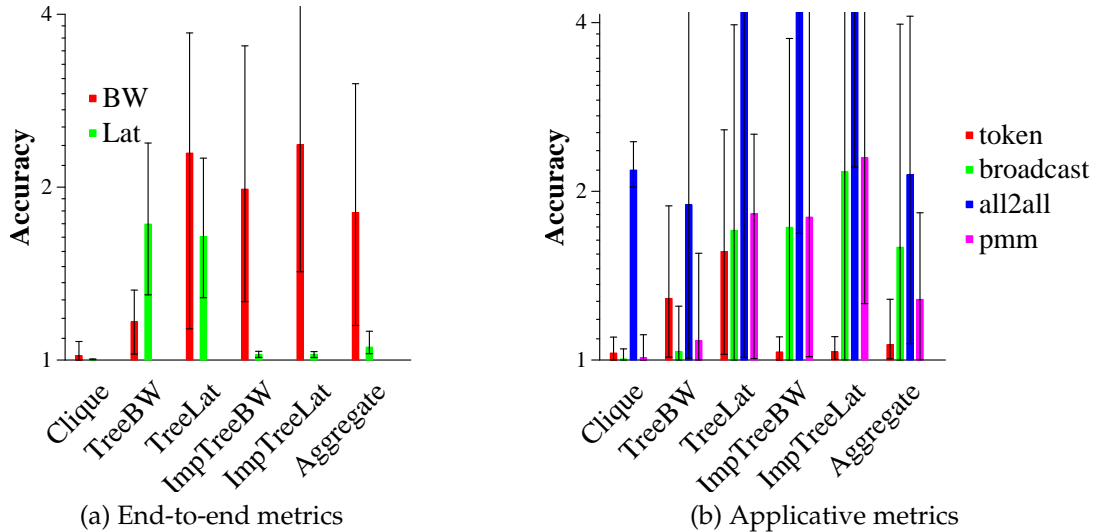 4
2
1
Accuracy
BW
Lat
Clique
TreeBW
TreeLat
ImpTreeBW
ImpTreeLat
Aggregate
(a) End-to-end metrics
4
2
1
Accuracy
token
broadcast
all2all
pmm
Clique
TreeBW
TreeLat
ImpTreeBW
ImpTreeLat
Aggregate
(b) Applicative metrics